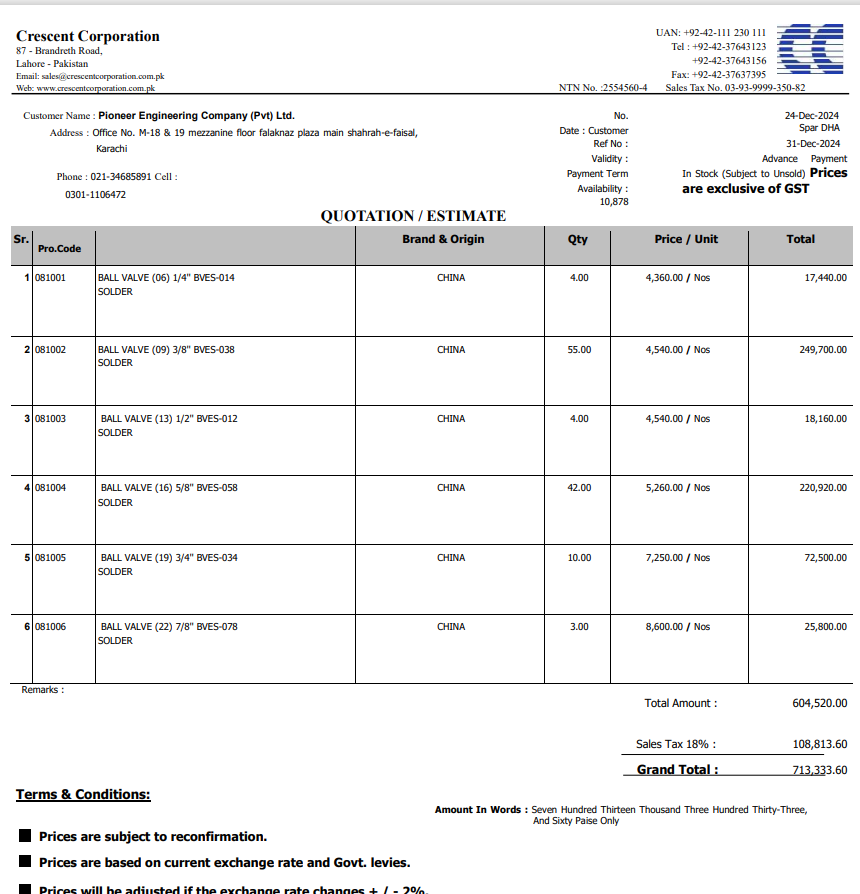 Crescent Corporation
87 - Brandreth Road,
Lahore - Pakistan
Email: sales@crescentcorporation.com.pk
Web: www.crescentcorporation.com.pk
UAN: +92-42-111 230 111
Tel : +92-42-37643123
+92-42-37643156
Fax: +92-42-37637395
NTN No. :2554560-4 Sales Tax No. 03-93-9999-350-82
Customer Name : Pioneer Engineering Company (Pvt) Ltd.
Address : Office No. M-18 & 19 mezzanine floor falaknaz plaza main shahrah-e-faisal,
Karachi
Phone : 021-34685891 Cell :
0301-1106472
No.
Date : Customer
Ref No :
Validity :
Payment Term
Availability :
10,878
24-Dec-2024
Spar DHA
31-Dec-2024
Advance Payment
In Stock (Subject to Unsold) Prices
are exclusive of GST
QUOTATION / ESTIMATE
Sr. Pro.Code Brand & Origin Qty Price / Unit Total
1 081001 BALL VALVE (06) 1/4" BVES-014 CHINA 4.00 4,360.00 / Nos 17,440.00
SOLDER
2 081002 BALL VALVE (09) 3/8" BVES-038 CHINA 55.00 4,540.00 / Nos 249,700.00
SOLDER
3 081003 BALL VALVE (13) 1/2" BVES-012 CHINA 4.00 4,540.00 / Nos 18,160.00
SOLDER
4 081004 BALL VALVE (16) 5/8" BVES-058 CHINA 42.00 5,260.00 / Nos 220,920.00
SOLDER
5 081005 BALL VALVE (19) 3/4" BVES-034 CHINA 10.00 7,250.00 / Nos 72,500.00
SOLDER
6 081006 BALL VALVE (22) 7/8" BVES-078 CHINA 3.00 8,600.00 / Nos 25,800.00
SOLDER
Remarks :
Total Amount : 604,520.00
Sales Tax 18% : 108,813.60
Grand Total : 713,333.60
Terms & Conditions:
Amount In Words : Seven Hundred Thirteen Thousand Three Hundred Thirty-Three,
And Sixty Paise Only
Prices are subject to reconfirmation.
Prices are based on current exchange rate and Govt. levies.
Prices will be adjusted if the exchange rate changes + / - 2%.